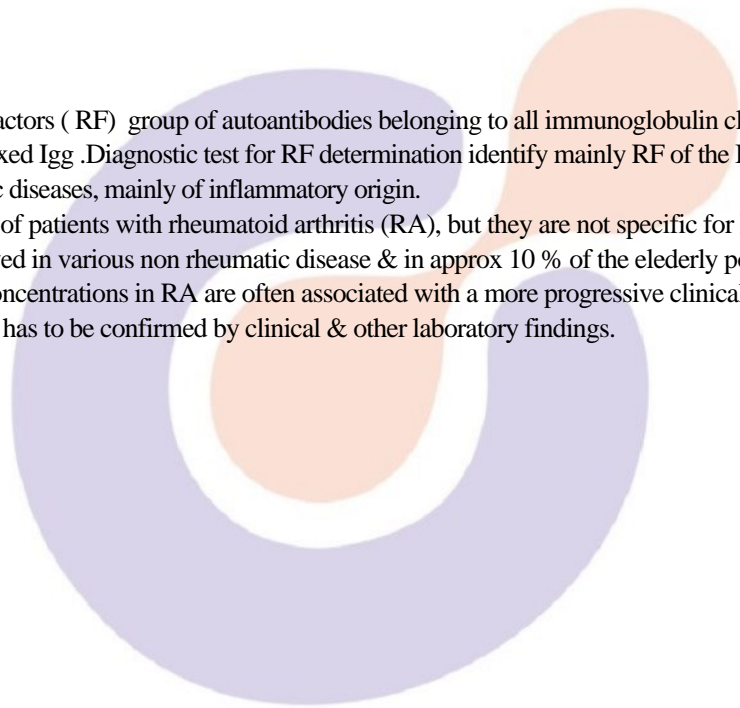 actors ( RF) group of autoantibodies belonging to all immunoglobulin cl
xed Igg .Diagnostic test for RF determination identify mainly RF of the I
c diseases, mainly of inflammatory origin.
of patients with rheumatoid arthritis (RA), but they are not specific for
ved in various non rheumatic disease & in approx 10 % of the elederly po
oncentrations in RA are often associated with a more progressive clinical
has to be confirmed by clinical & other laboratory findings.